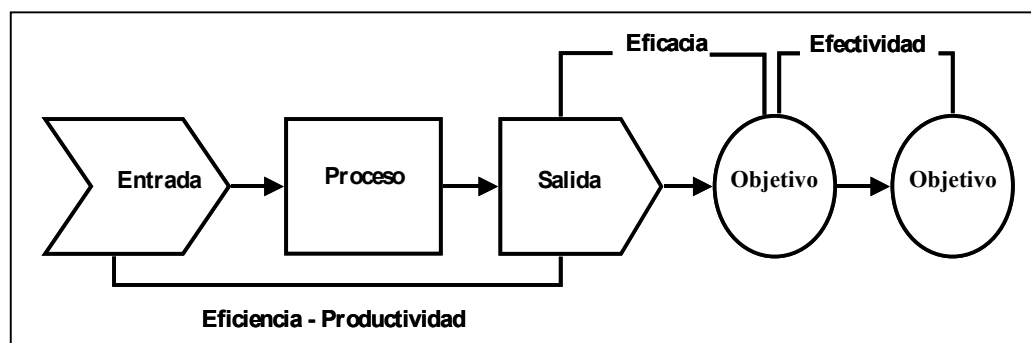 Eficacia
Efectividad
Entrada
Proceso
Salida
Objetivo
Objetivo
Eficiencia - Productividad